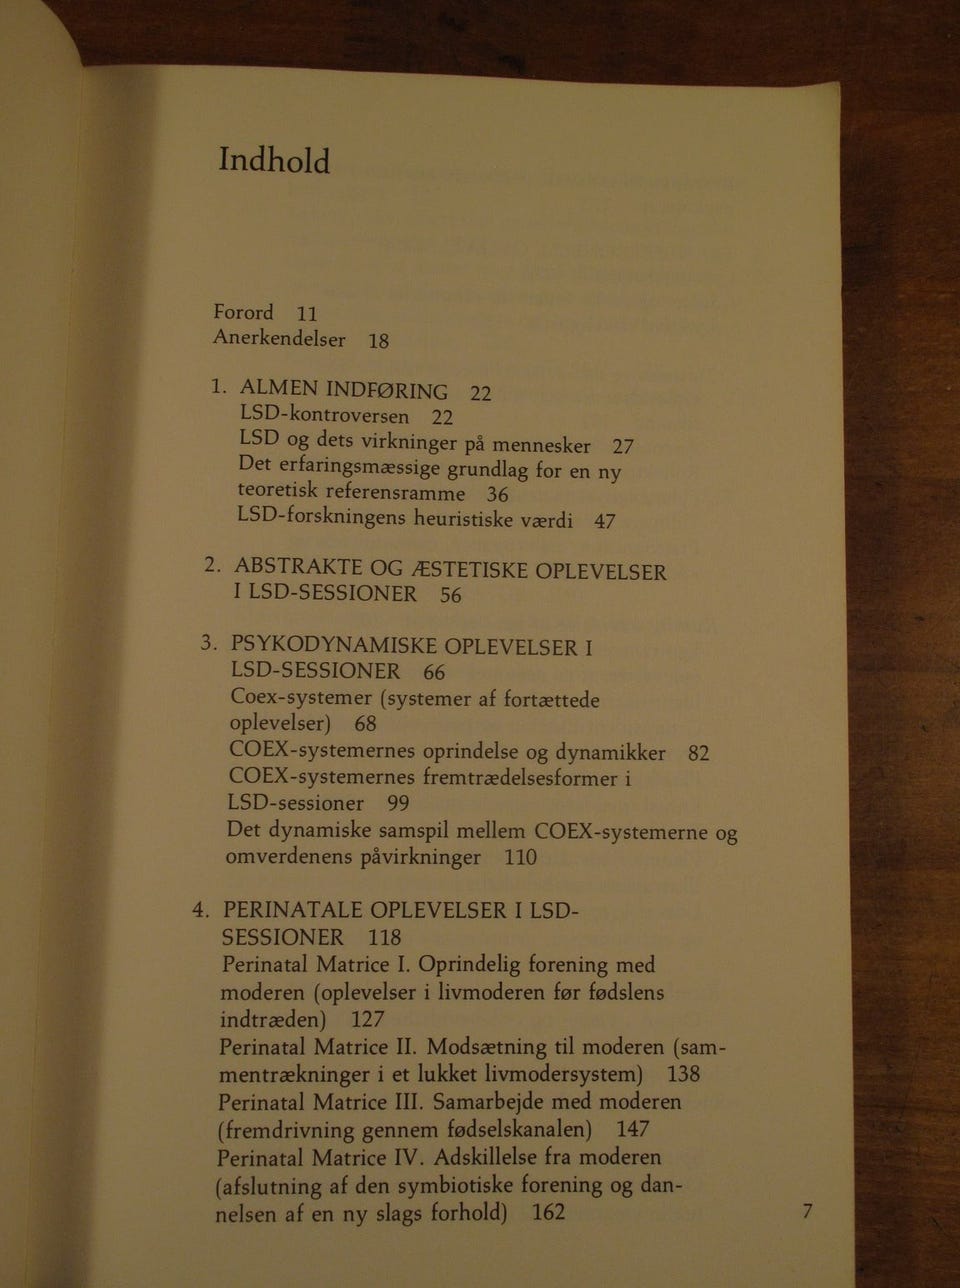 Indhold
Forord 11
Anerkendelser 18
1. ALMEN INDFØRING 22
LSD-kontroversen 22
LSD og dets virkninger på mennesker 27
Det erfaringsmæssige grundlag for en ny
teoretisk referensramme 36
LSD-forskningens heuristiske værdi 47
2. ABSTRAKTE OG ÆSTETISKE OPLEVELSER
I LSD-SESSIONER 56
3. PSYKODYNAMISKE OPLEVELSER I
LSD-SESSIONER 66
Coex-systemer (systemer af fortættede
oplevelser) 68
COEX-systemernes oprindelse og dynamikker 82
COEX-systemernes fremtrædelsesformer i
LSD-sessioner 99
Det dynamiske samspil mellem COEX-systemerne og
omverdenens påvirkninger 110
4. PERINATALE OPLEVELSER I LSD-
SESSIONER 118
Perinatal Matrice I. Oprindelig forening med
moderen (oplevelser i livmoderen før fødslens
indtræden) 127
Perinatal Matrice II. Modsætning til moderen (sam-
mentrækninger i et lukket livmodersystem) 138
Perinatal Matrice III. Samarbejde med moderen
(fremdrivning gennem fødselskanalen) 147
Perinatal Matrice IV. Adskillelse fra moderen
(afslutning af den symbiotiske forening og dan-
nelsen af en ny slags forhold) 162
7